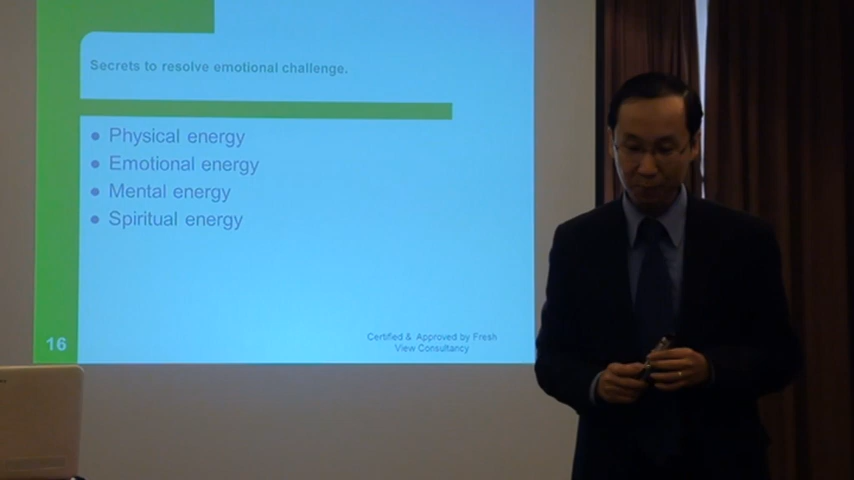 Secrets to resolve emotional challenge.
Physical energy
Emotional energy
Mental energy
Spiritual energy
16
Certified & Approved by Fresh
View Consultancy